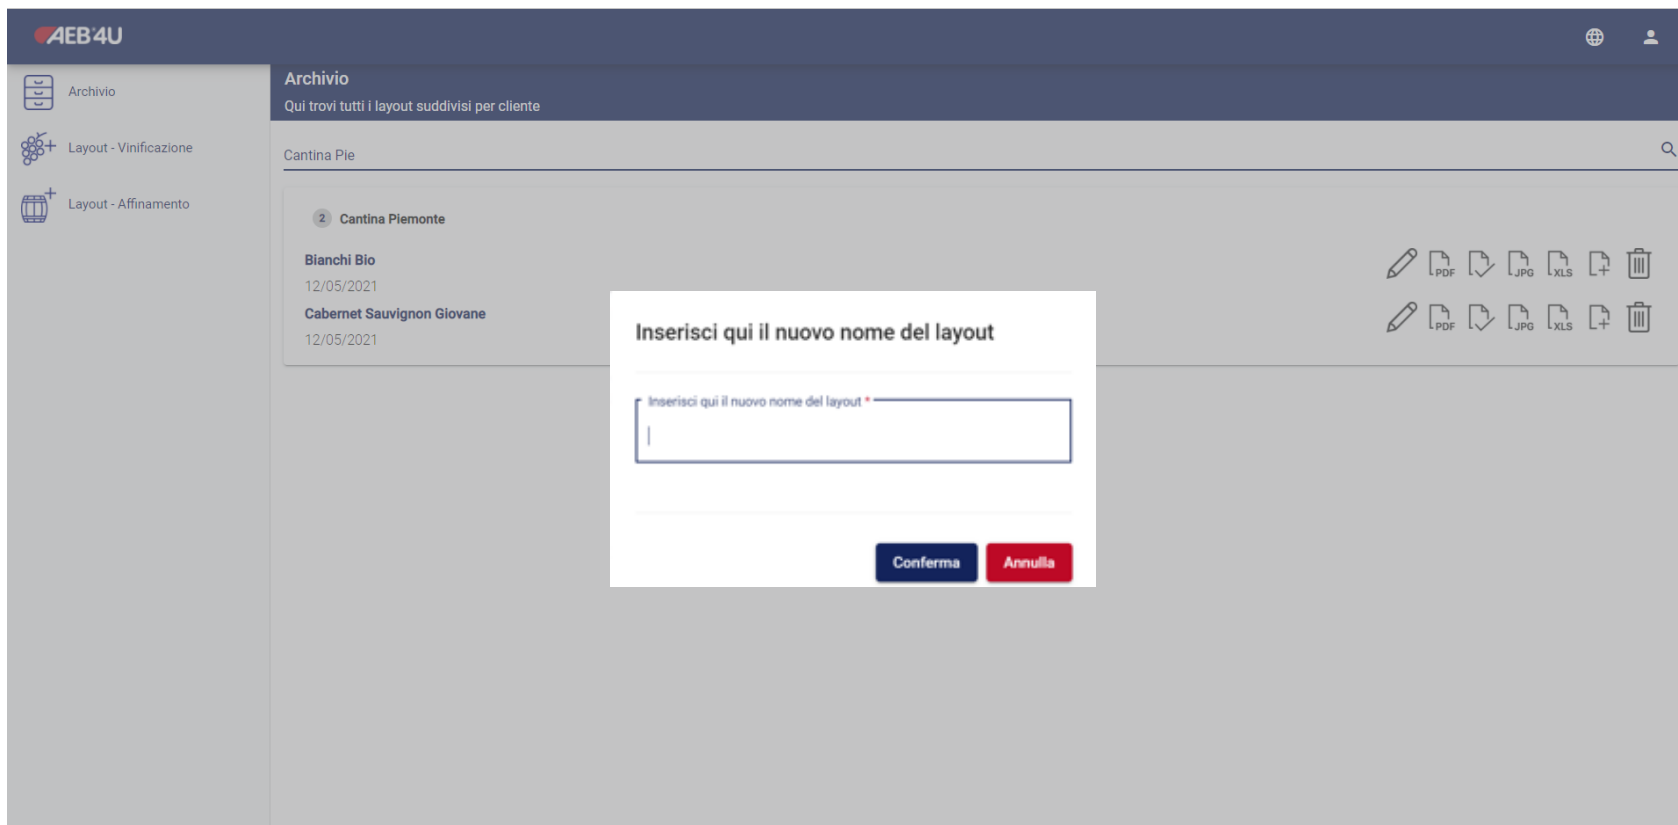 AEB4U
Archivio
Layout - Vinificazione
Layout - Affinamento
Archivio
Qui trovi tutti i layout suddivisi per cliente
Cantina Pie
2 Cantina Piemonte
Bianchi Bio
12/05/2021
PDF JPG XLS
Cabernet Sauvignon Giovane
12/05/2021
PDF JPG XLS
Inserisci qui il nuovo nome del layout
Inserisci qui il nuovo nome del layout *
Conferma Annulla